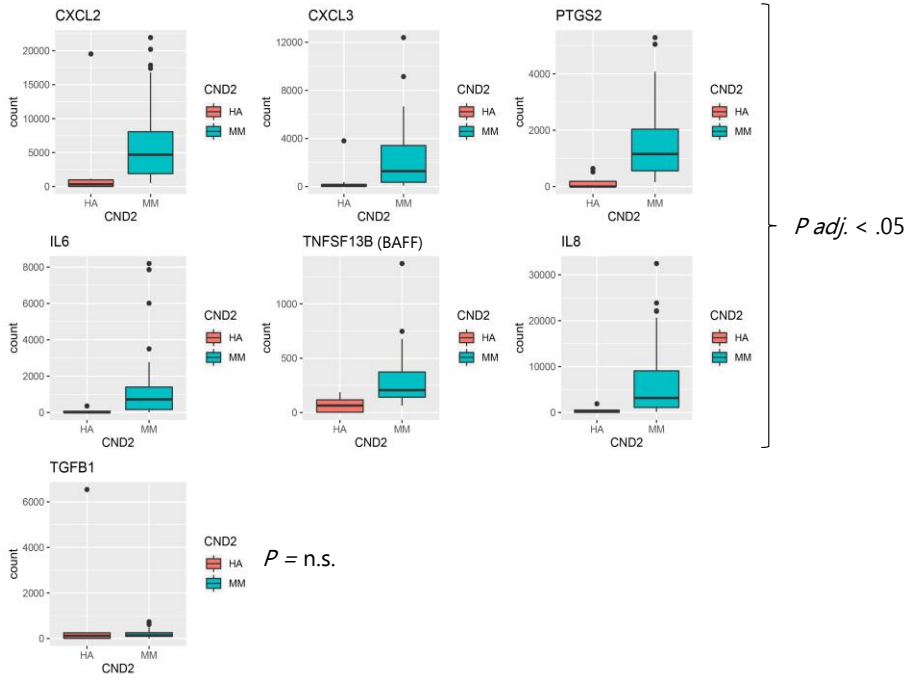 CXCL2
20000
15000
10000
5000
0
count
HA
MM
CND2
CND2
HA
MM
CXCL3
12000
8000
4000
0
count
HA
MM
CND2
CND2
HA
MM
PTGS2
4000
2000
0
count
HA
MM
CND2
CND2
HA
MM
P adj. < .05
IL6
8000
6000
4000
2000
0
count
HA
MM
CND2
CND2
HA
MM
TNFSF13B (BAFF)
1000
500
0
count
HA
MM
CND2
CND2
HA
MM
IL8
30000
20000
10000
0
count
HA
MM
CND2
CND2
HA
MM
TGFB1
6000
4000
2000
0
count
HA
MM
CND2
CND2
HA
MM
P = n.s.